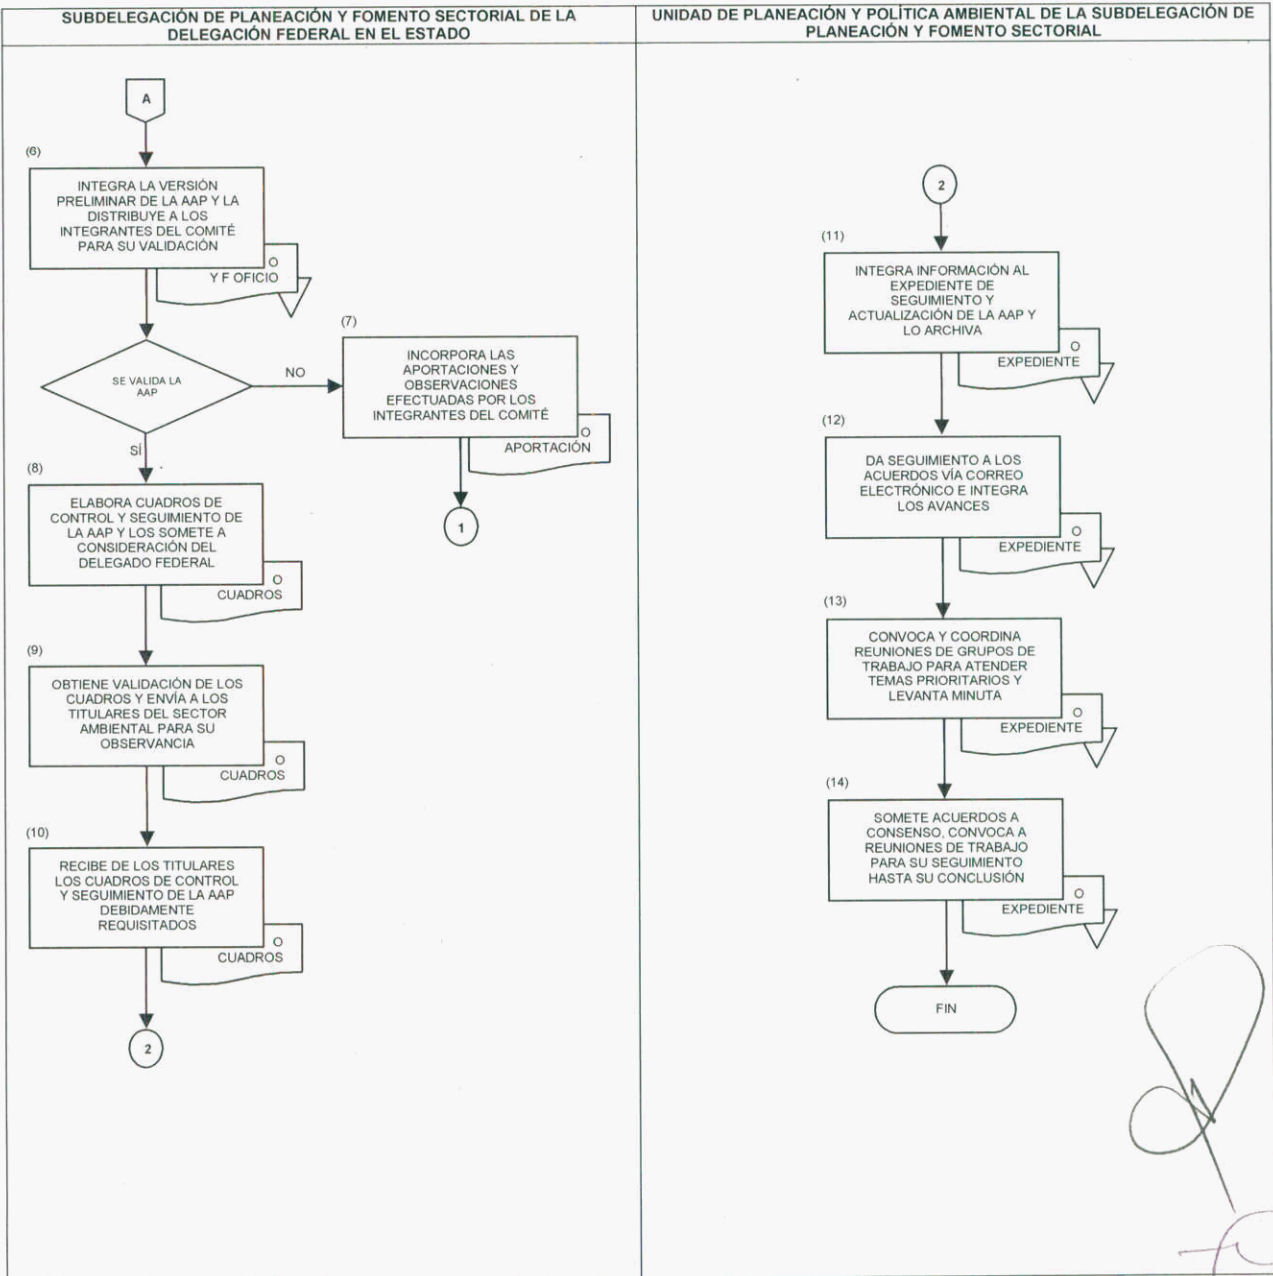 SUBDELEGACIÓN DE PLANEACIÓN Y FOMENTO SECTORIAL DE LA
DELEGACIÓN FEDERAL EN EL ESTADO
UNIDAD DE PLANEACIÓN Y POLÍTICA AMBIENTAL DE LA SUBDELEGACIÓN DE
PLANEACIÓN Y FOMENTO SECTORIAL
A
(6)
INTEGRA LA VERSIÓN
PRELIMINAR DE LA AAP Y LA
DISTRIBUYE A LOS
INTEGRANTES DEL COMITÉ
PARA SU VALIDACIÓN
O
Y F OFICIO
SE VALIDA LA
AAP
NO
SÍ
(7)
INCORPORA LAS
APORTACIONES Y
OBSERVACIONES
EFECTUADAS POR LOS
INTEGRANTES DEL COMITÉ
O
APORTACIÓN
1
(8)
ELABORA CUADROS DE
CONTROL Y SEGUIMIENTO DE
LA AAP Y LOS SOMETE A
CONSIDERACIÓN DEL
DELEGADO FEDERAL
O
CUADROS
(9)
OBTIENE VALIDACIÓN DE LOS
CUADROS Y ENVÍA A LOS
TITULARES DEL SECTOR
AMBIENTAL PARA SU
OBSERVANCIA
O
CUADROS
(10)
RECIBE DE LOS TITULARES
LOS CUADROS DE CONTROL
Y SEGUIMIENTO DE LA AAP
DEBIDAMENTE
REQUISITADOS
O
CUADROS
2
2
(11)
INTEGRA INFORMACIÓN AL
EXPEDIENTE DE
SEGUIMIENTO Y
ACTUALIZACIÓN DE LA AAP Y
LO ARCHIVA
O
EXPEDIENTE
(12)
DA SEGUIMIENTO A LOS
ACUERDOS VÍA CORREO
ELECTRÓNICO E INTEGRA
LOS AVANCES
O
EXPEDIENTE
(13)
CONVOCA Y COORDINA
REUNIONES DE GRUPOS DE
TRABAJO PARA ATENDER
TEMAS PRIORITARIOS Y
LEVANTA MINUTA
O
EXPEDIENTE
(14)
SOMETE ACUERDOS A
CONSENSO, CONVOCA A
REUNIONES DE TRABAJO
PARA SU SEGUIMIENTO
HASTA SU CONCLUSIÓN
O
EXPEDIENTE
FIN